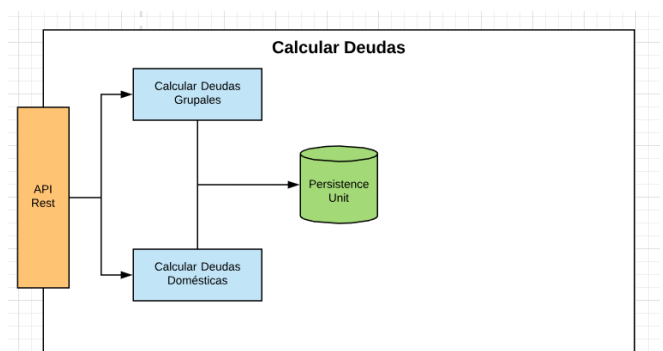 Calcular Deudas
Calcular Deudas
Grupales
API
Rest
Persistence
Unit
Calcular Deudas
Domésticas